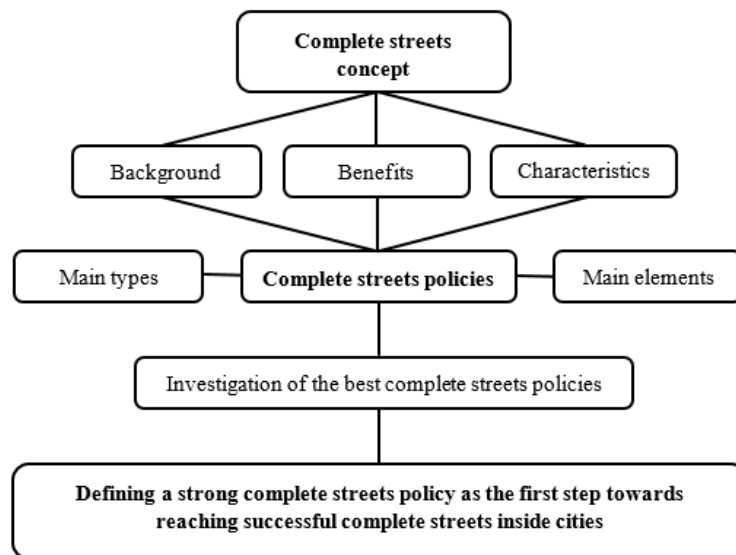 Complete streets
concept
Background
Benefits
Characteristics
Main types
Complete streets policies
Main elements
Investigation of the best complete streets policies
Defining a strong complete streets policy as the first step towards
reaching successful complete streets inside cities